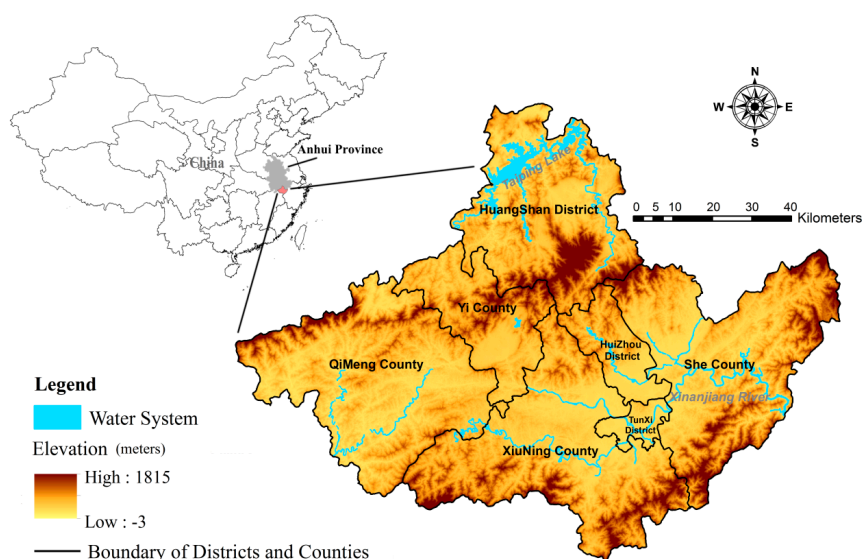 N
W
E
S
China
Anhui Province
Taiping Lake
HuangShan District
0 5 10 20 30 40
Kilometers
Yi County
HuiZhou
District
QiMeng County
She County
Xinanjiang River
TunXi
District
XiuNing County
Legend
Water System
Elevation (meters)
High : 1815
Low : -3
Boundary of Districts and Counties